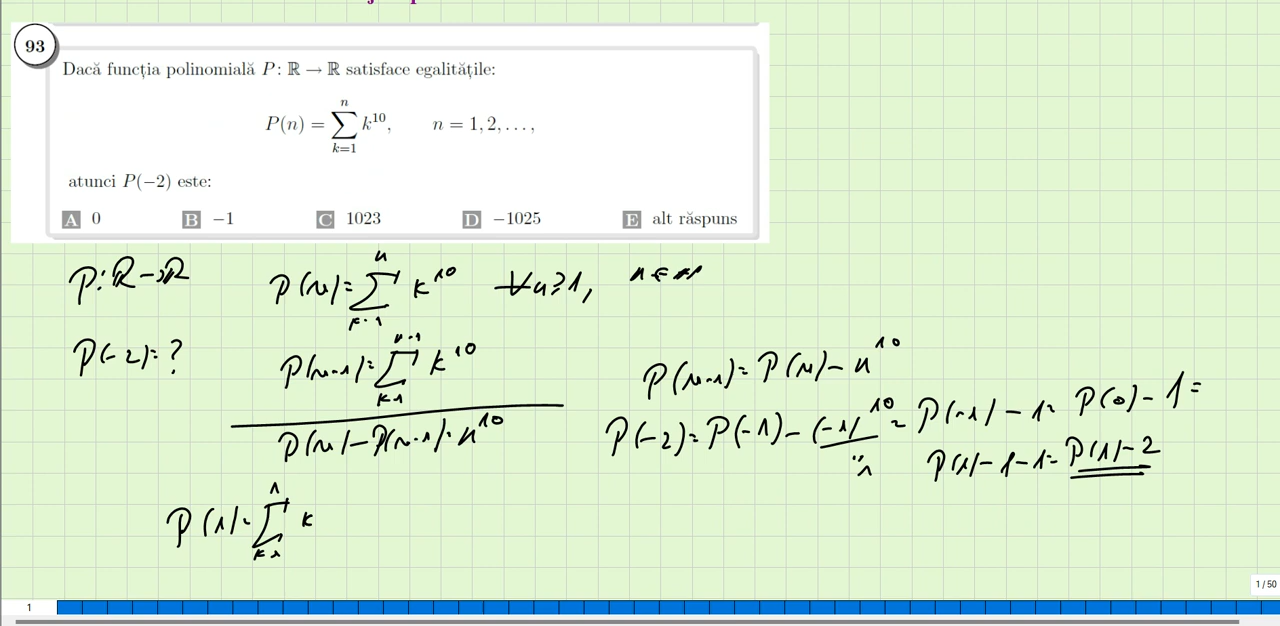 93
Dacă funcția polinomială P: ℝ → ℝ satisface egalitățile:
P(n) = ∑_{k=1}^{n} k^{10}, n = 1, 2, ...,
atunci P(−2) este:
A 0 B −1 C 1023 D −1025 E alt răspuns
P: ℝ → ℝ P(n) = ∑_{k=1}^{n} k^{10} ∀ n ≥ 1,
P(-2) = ? P(n-1) = ∑_{k=1}^{n-1} k^{10}
P(n) - P(n-1) = n^{10}
P(n-1) = P(n) - n^{10}
P(-2) = P(-1) - (-1)^{10} = P(-1) - 1 = P(0) - 1 =
"1
P(1) - 1 - 1 = P(1) - 2
P(1) = ∑_{k=1}^{1} k
1 / 50
1